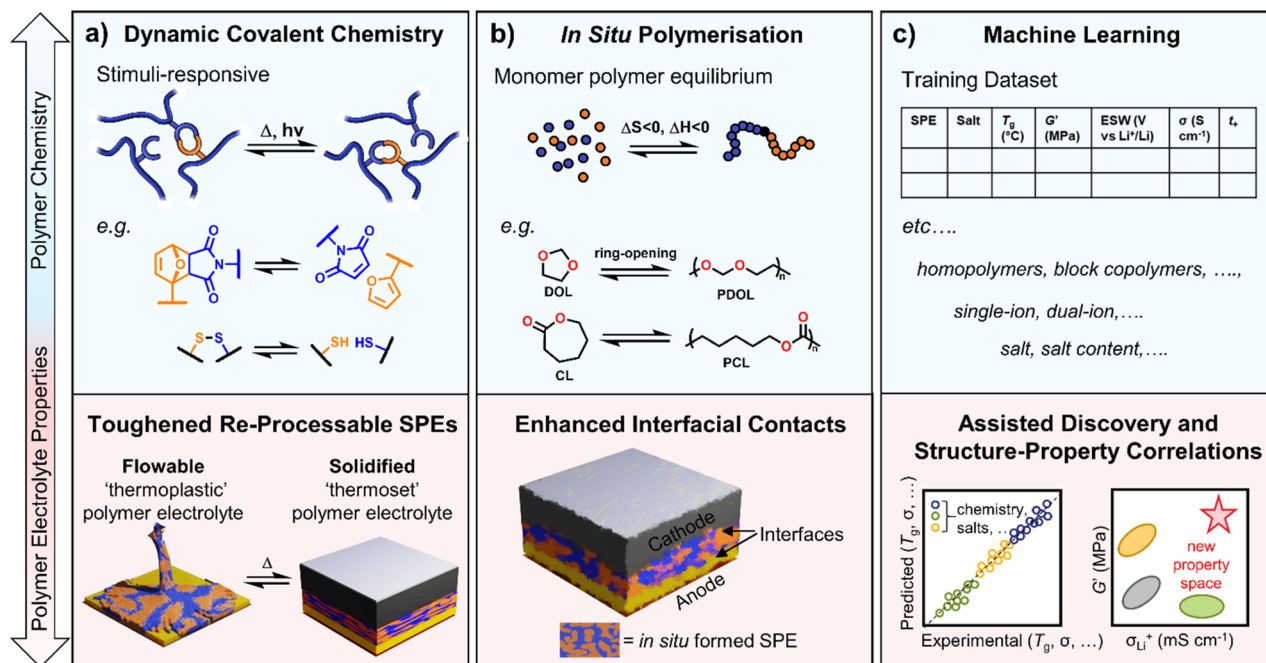 Polymer Chemistry
Polymer Electrolyte Properties
a) Dynamic Covalent Chemistry
Stimuli-responsive
Δ, hν
e.g.
O
N
O
O
O
N
O
O
S-S
SH HS
Toughened Re-Processable SPEs
Flowable
'thermoplastic'
polymer electrolyte
Δ
Solidified
'thermoset'
polymer electrolyte
b) In Situ Polymerisation
Monomer polymer equilibrium
ΔS<0, ΔH<0
e.g.
O
O
DOL
ring-opening
O O n
PDOL
O
O
CL
O
O n
PCL
Enhanced Interfacial Contacts
Cathode
Interfaces
Anode
= in situ formed SPE
c) Machine Learning
Training Dataset
SPE Salt Tg (°C) G' (MPa) ESW (V vs Li⁺/Li) σ (S cm⁻¹) t₊
etc….
homopolymers, block copolymers, ….,
single-ion, dual-ion,….
salt, salt content,….
Assisted Discovery and
Structure-Property Correlations
Predicted (Tg, σ, …)
chemistry,
salts, …
Experimental (Tg, σ, …)
G' (MPa)
new
property
space
σLi⁺ (mS cm⁻¹)